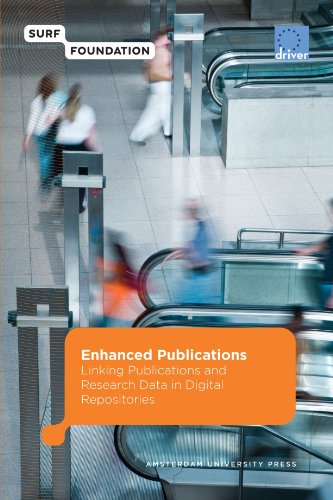 SURF
FOUNDATION
driver
Enhanced Publications
Linking Publications and
Research Data in Digital
Repositories
AMSTERDAM UNIVERSITY PRESS